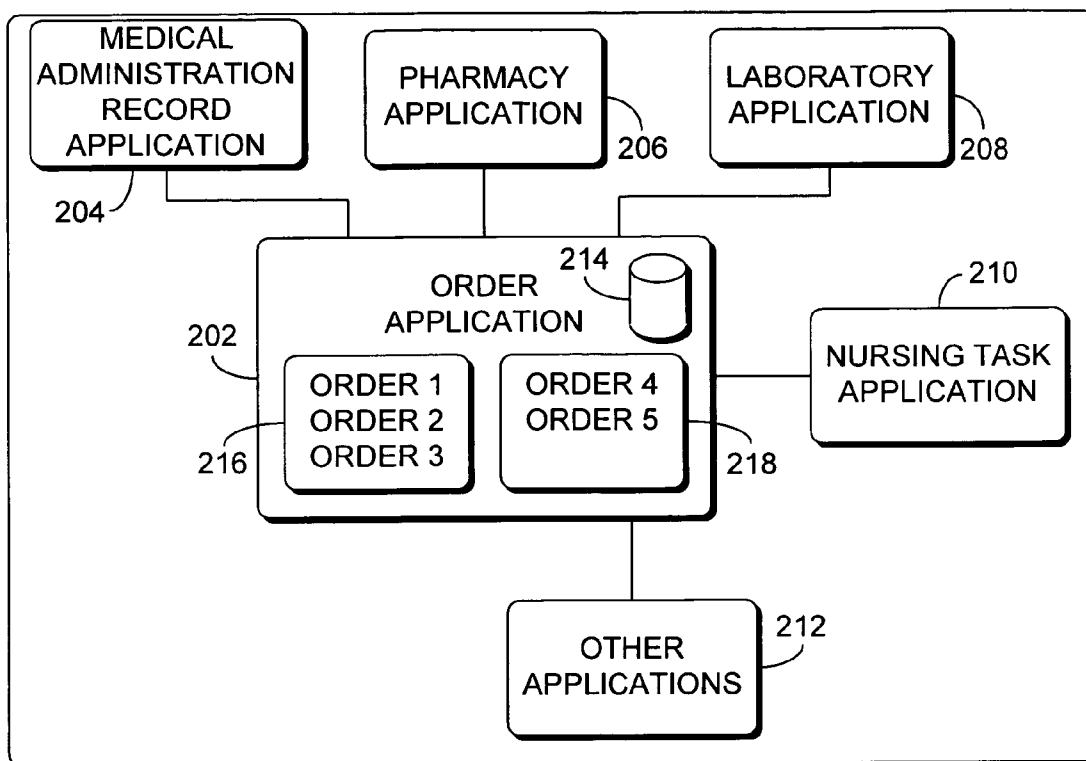 MEDICAL
ADMINISTRATION
RECORD
APPLICATION
204
PHARMACY
APPLICATION
206
LABORATORY
APPLICATION
208
ORDER
APPLICATION
214
202
ORDER 1
ORDER 2
ORDER 3
216
ORDER 4
ORDER 5
218
210
NURSING TASK
APPLICATION
OTHER
APPLICATIONS
212